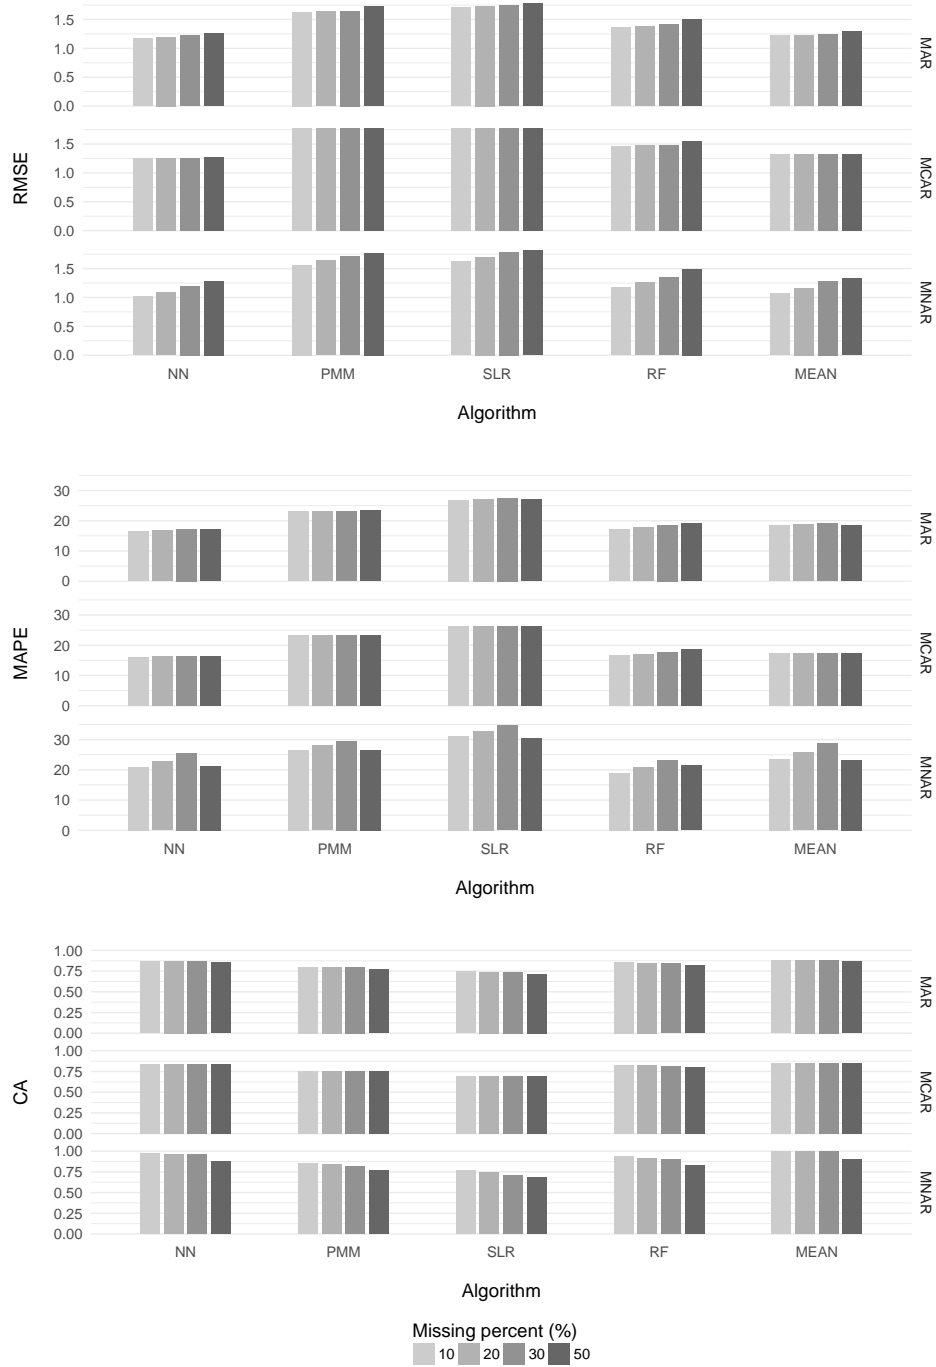 1.5
1.0
0.5
0.0
MAR
1.5
1.0
0.5
0.0
MCAR
1.5
1.0
0.5
0.0
MNAR
RMSE
NN PMM SLR RF MEAN
Algorithm
30
20
10
0
MAR
30
20
10
0
MCAR
30
20
10
0
MNAR
MAPE
NN PMM SLR RF MEAN
Algorithm
1.00
0.75
0.50
0.25
0.00
MAR
1.00
0.75
0.50
0.25
0.00
MCAR
1.00
0.75
0.50
0.25
0.00
MNAR
CA
NN PMM SLR RF MEAN
Algorithm
Missing percent (%)
10 20 30 50